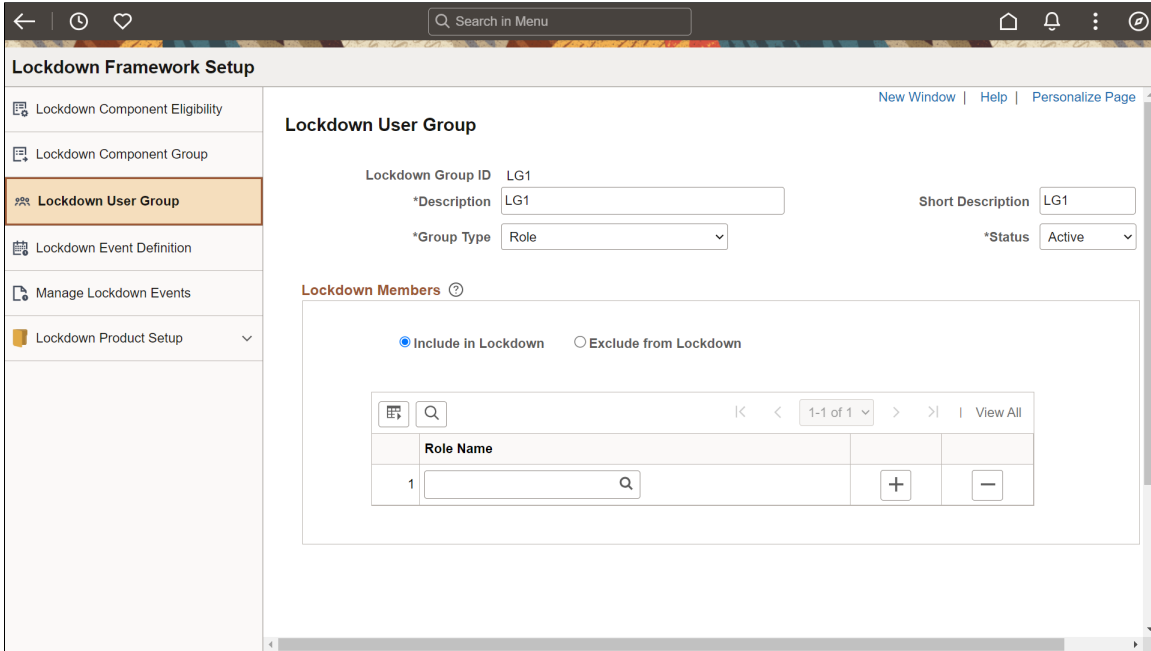 Search in Menu
Lockdown Framework Setup
Lockdown Component Eligibility
Lockdown Component Group
Lockdown User Group
Lockdown Event Definition
Manage Lockdown Events
Lockdown Product Setup
New Window | Help | Personalize Page
Lockdown User Group
Lockdown Group ID LG1
*Description LG1 Short Description LG1
*Group Type Role *Status Active
Lockdown Members ?
Include in Lockdown Exclude from Lockdown
1-1 of 1 | View All
Role Name
1